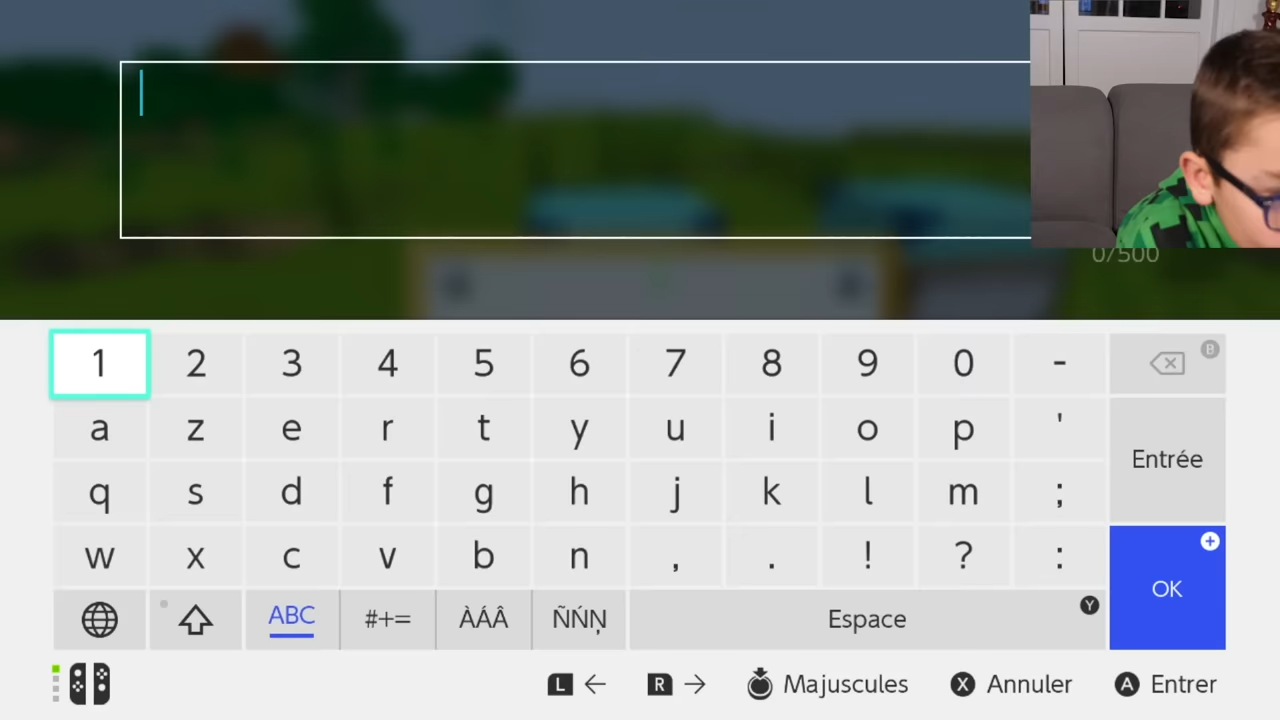 0/500
1 2 3 4 5 6 7 8 9 0 - B
a z e r t y u i o p '
Entrée
q s d f g h j k l m ;
w x c v b n , . ! ? :
+ OK
ABC #+= ÀÁÂ ÑŃŅ Espace Y
L ← R → Majuscules X Annuler A Entrer